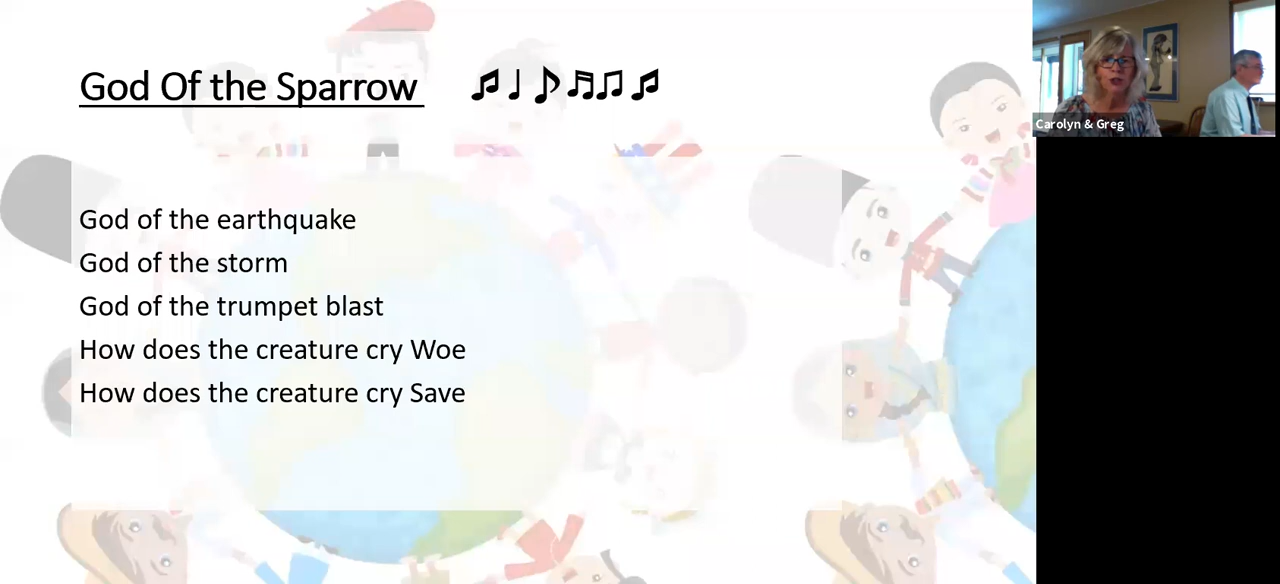 God Of the Sparrow
God of the earthquake
God of the storm
God of the trumpet blast
How does the creature cry Woe
How does the creature cry Save
Carolyn & Greg